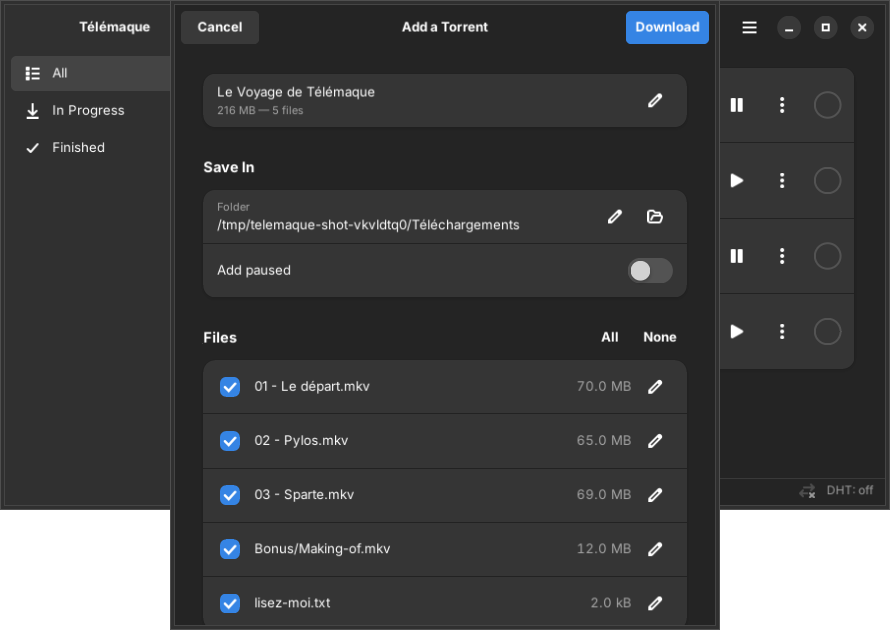 Télémaque
All
In Progress
Finished
Cancel
Add a Torrent
Download
Le Voyage de Télémaque
216 MB — 5 files
Save In
Folder
/tmp/telemaque-shot-vkvldtq0/Téléchargements
Add paused
Files
All
None
01 - Le départ.mkv
70.0 MB
02 - Pylos.mkv
65.0 MB
03 - Sparte.mkv
69.0 MB
Bonus/Making-of.mkv
12.0 MB
lisez-moi.txt
2.0 kB
DHT: off